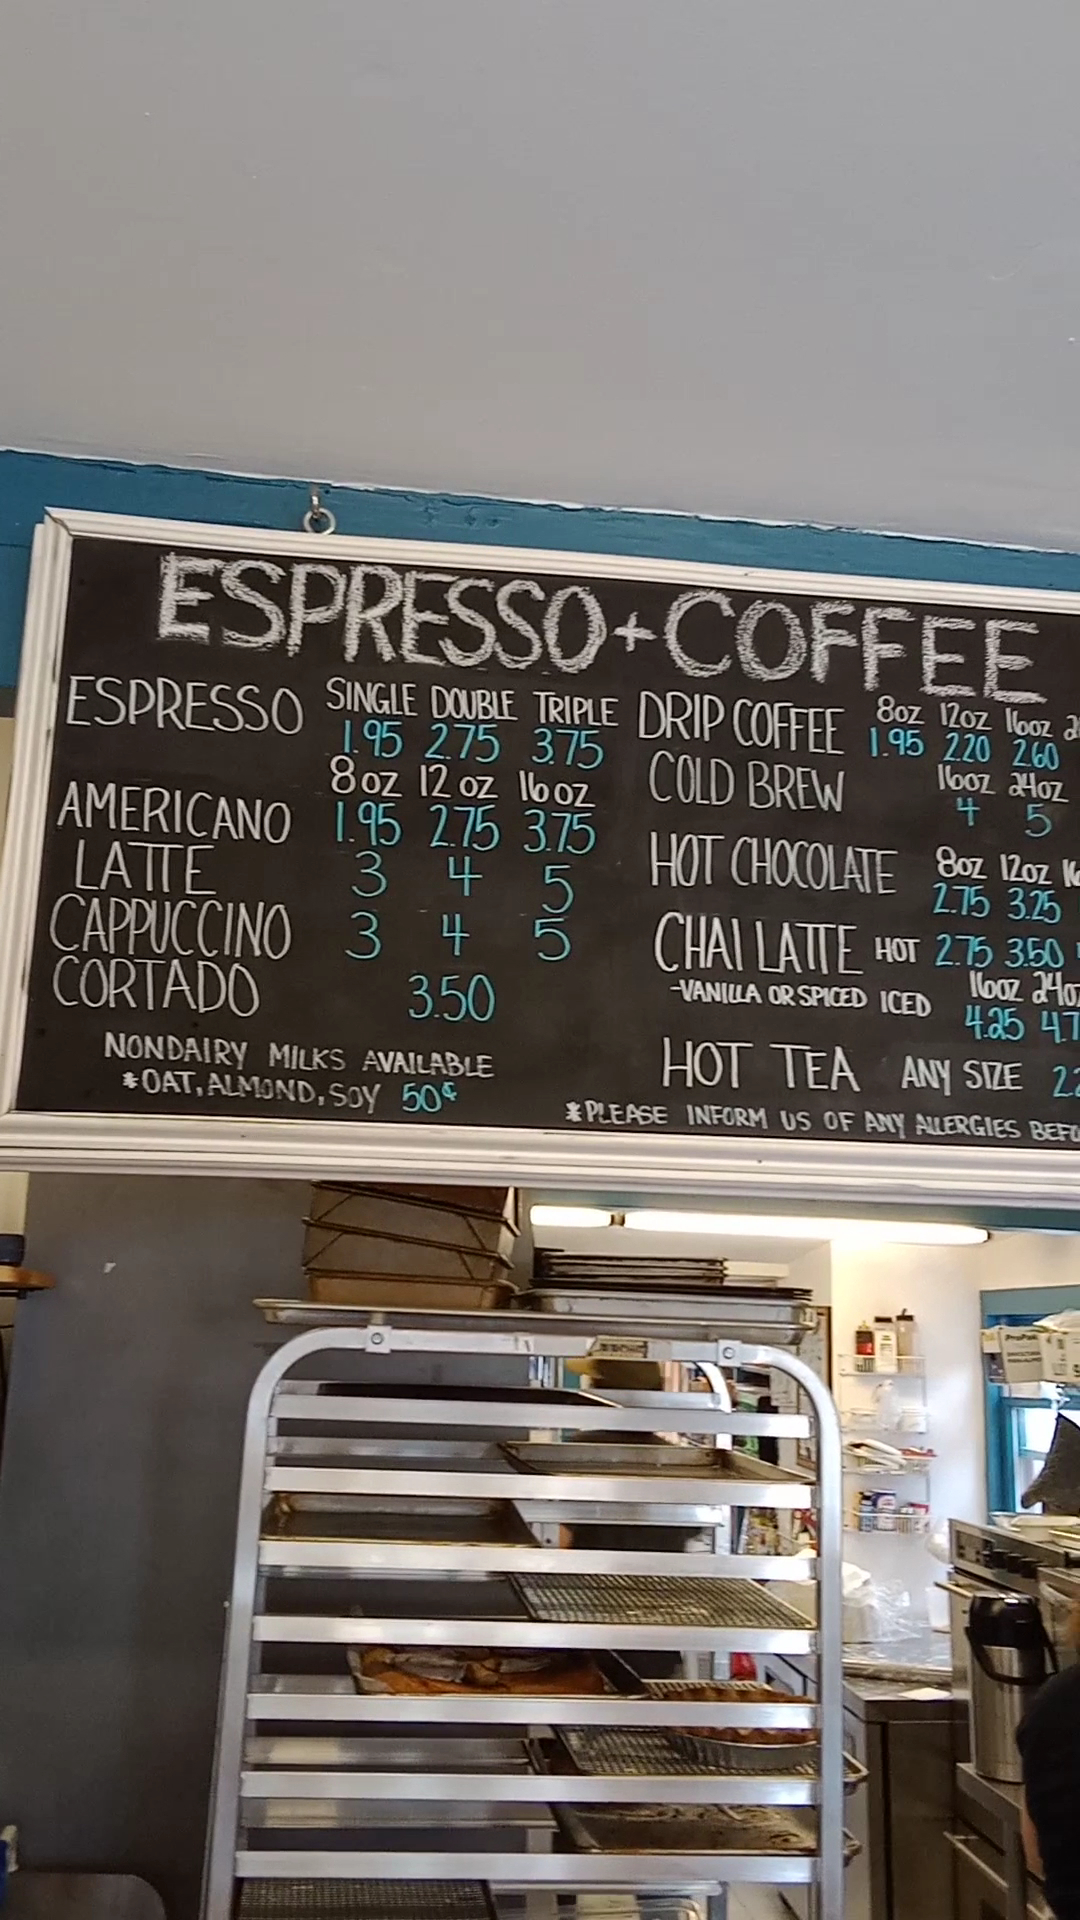 ESPRESSO + COFFEE
ESPRESSO SINGLE DOUBLE TRIPLE
1.95 2.75 3.75
8oz 12oz 16oz
AMERICANO 1.95 2.75 3.75
LATTE 3 4 5
CAPPUCCINO 3 4 5
CORTADO 3.50
NONDAIRY MILKS AVAILABLE
*OAT, ALMOND, SOY 50¢
DRIP COFFEE 8oz 12oz 16oz
1.95 2.20 2.60
COLD BREW 16oz 24oz
4 5
HOT CHOCOLATE 8oz 12oz
2.75 3.25
CHAI LATTE HOT 2.75 3.50
-VANILLA OR SPICED ICED 16oz 24oz
4.25
HOT TEA ANY SIZE
*PLEASE INFORM US OF ANY ALLERGIES